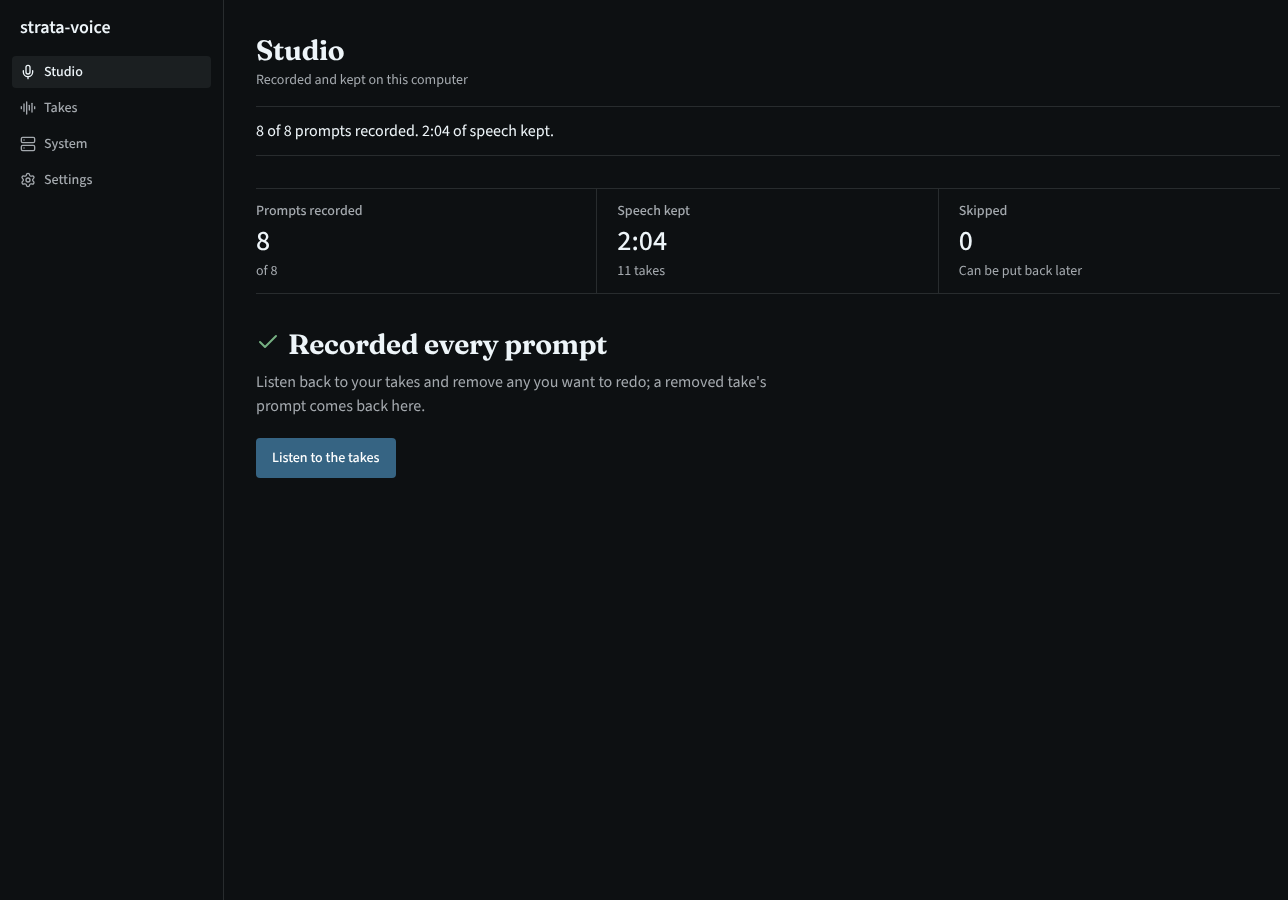 strata-voice
Studio
Takes
System
Settings
Studio
Recorded and kept on this computer
8 of 8 prompts recorded. 2:04 of speech kept.
Prompts recorded
8
of 8
Speech kept
2:04
11 takes
Skipped
0
Can be put back later
Recorded every prompt
Listen back to your takes and remove any you want to redo; a removed take's
prompt comes back here.
Listen to the takes